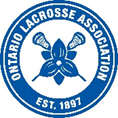 ONTARIO LACROSSE ASSOCIATION
EST. 1897